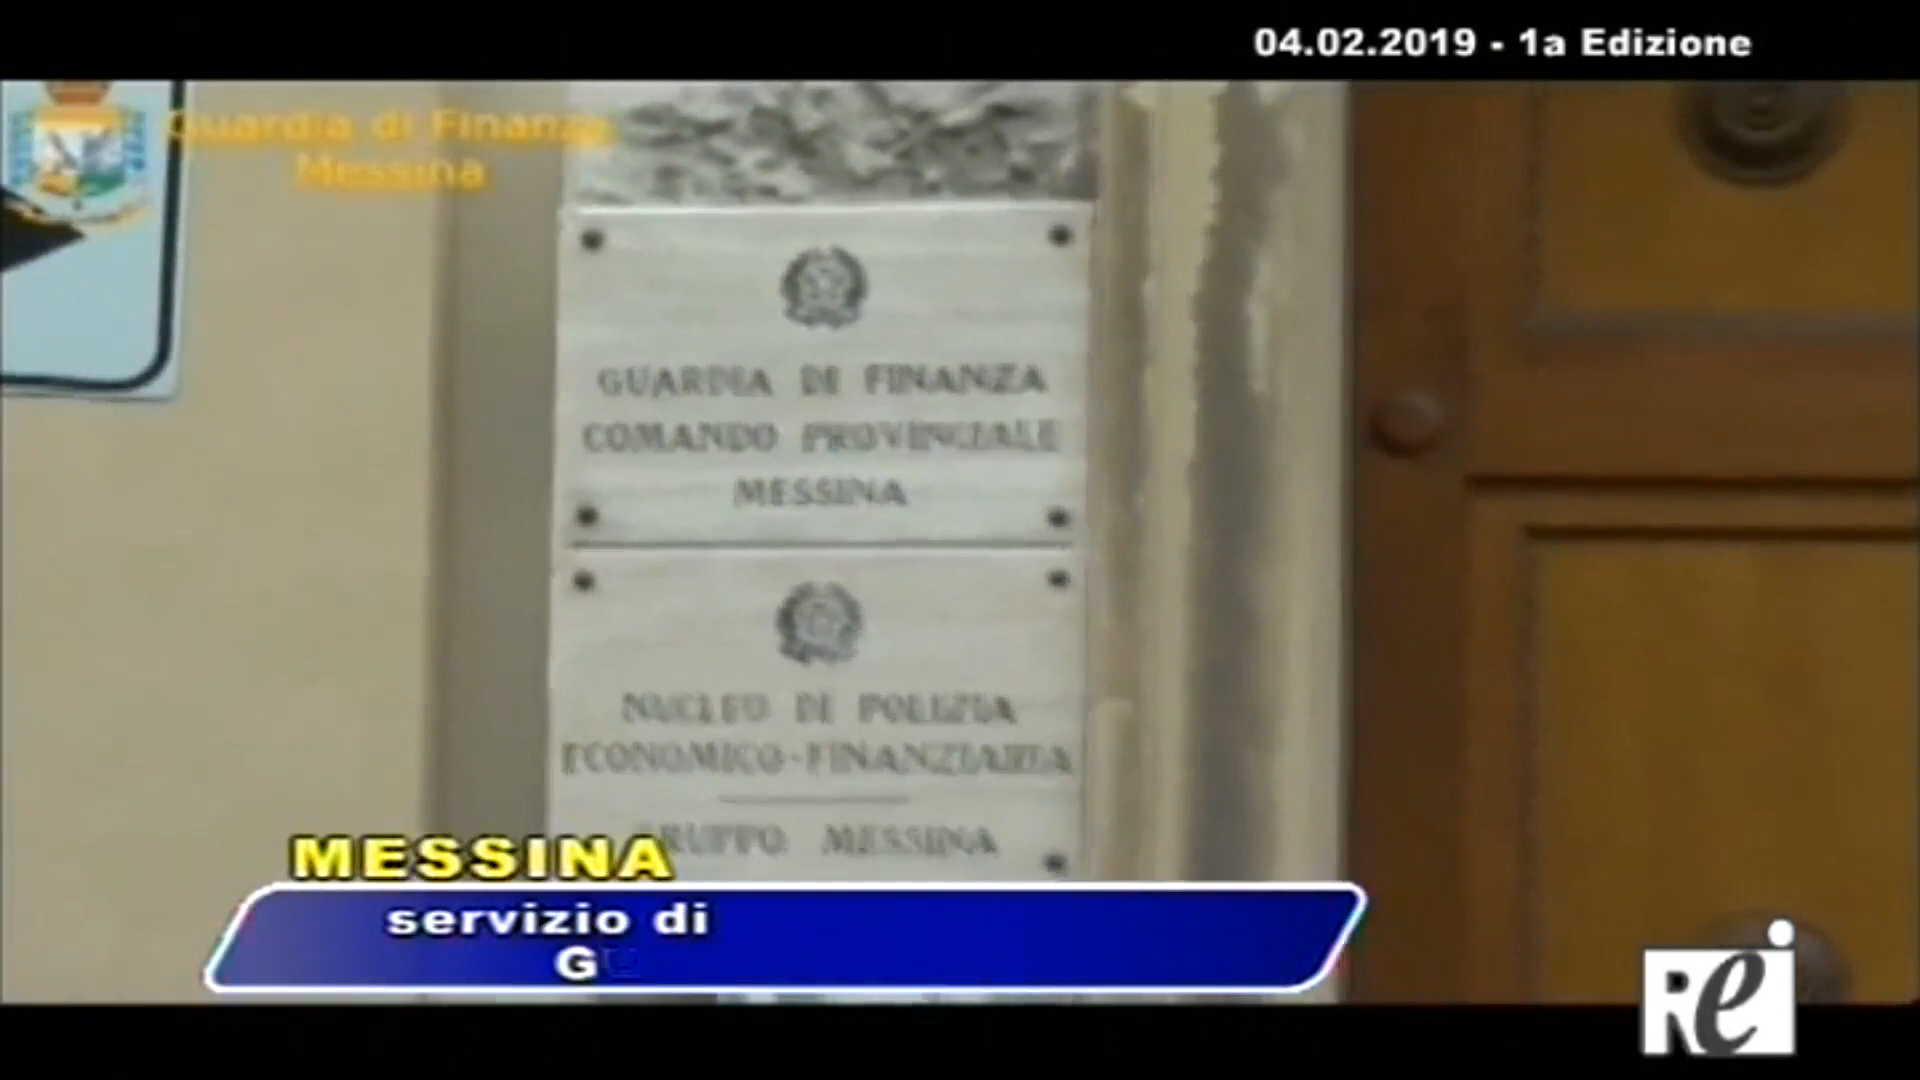 04.02.2019 - 1a Edizione
Guardia di Finanza
Messina
GUARDIA DI FINANZA
COMANDO PROVINCIALE
MESSINA
NUCLEO DI POLIZIA
ECONOMICO-FINANZIARIA
GRUPPO MESSINA
MESSINA
servizio di
G
Rei